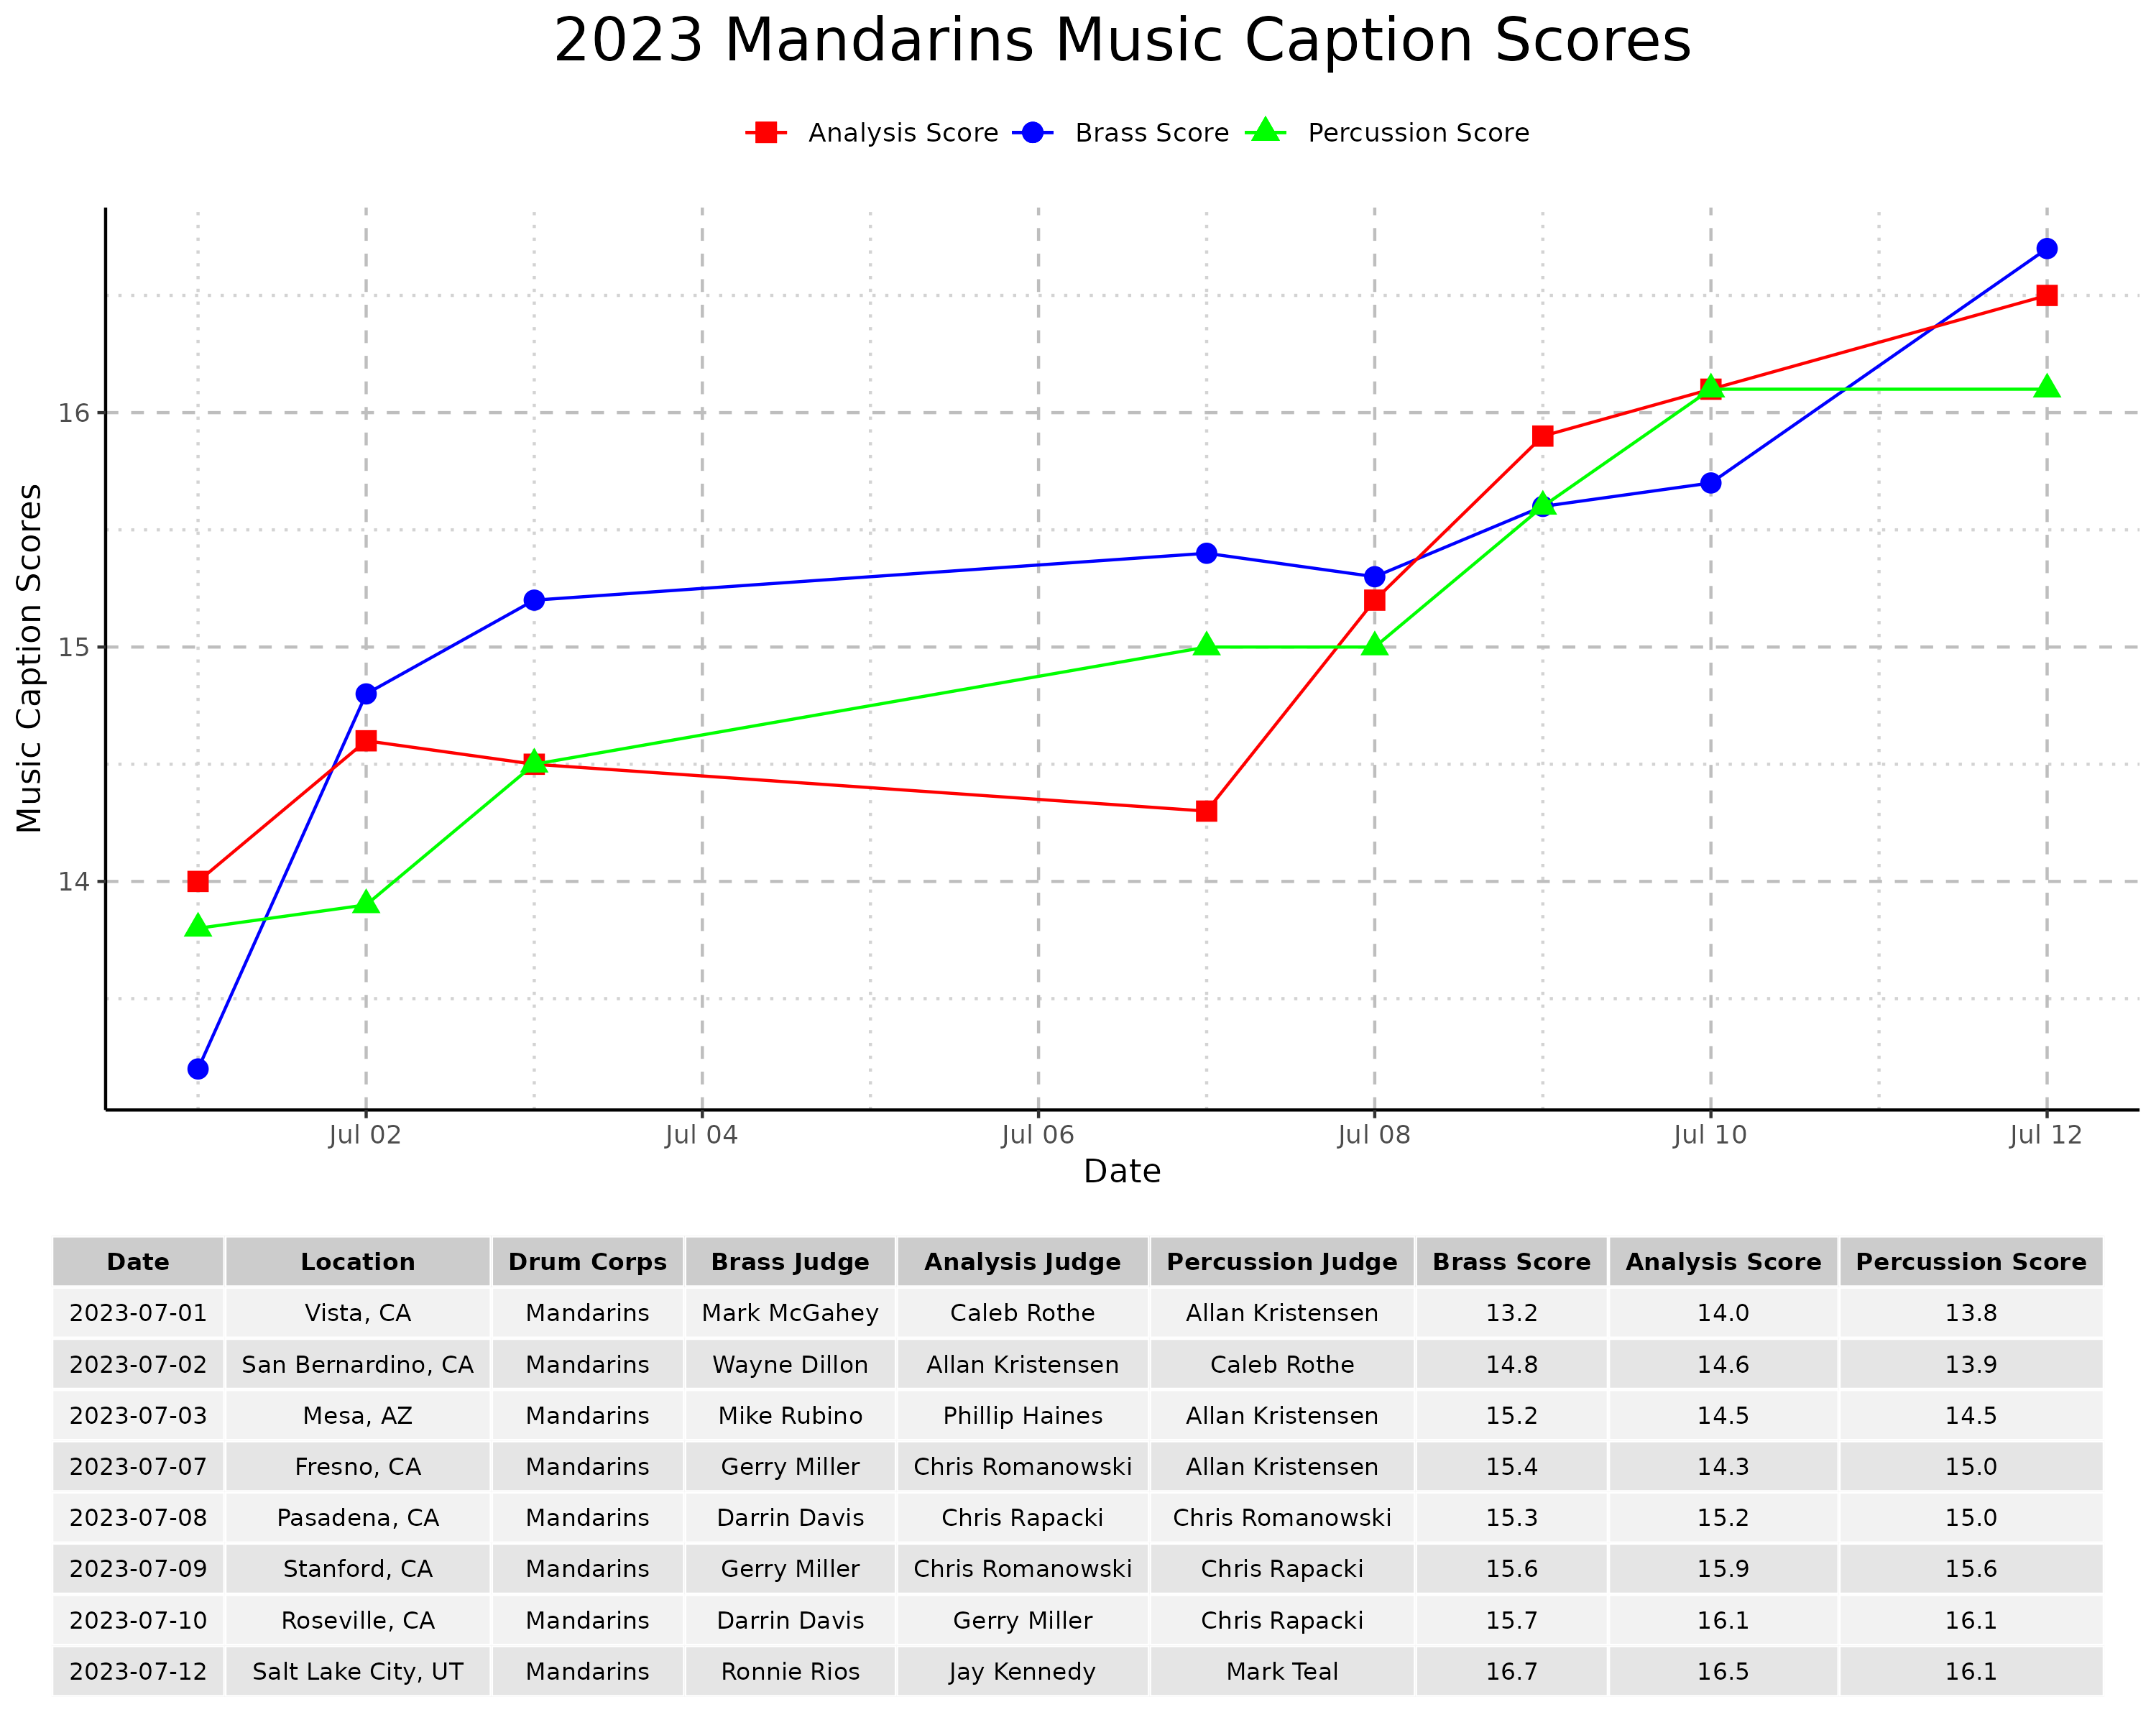 2023 Mandarins Music Caption Scores
Analysis Score Brass Score Percussion Score
Music Caption Scores
16
15
14
Jul 02 Jul 04 Jul 06 Jul 08 Jul 10 Jul 12
Date
Date Location Drum Corps Brass Judge Analysis Judge Percussion Judge Brass Score Analysis Score Percussion Score
2023-07-01 Vista, CA Mandarins Mark McGahey Caleb Rothe Allan Kristensen 13.2 14.0 13.8
2023-07-02 San Bernardino, CA Mandarins Wayne Dillon Allan Kristensen Caleb Rothe 14.8 14.6 13.9
2023-07-03 Mesa, AZ Mandarins Mike Rubino Phillip Haines Allan Kristensen 15.2 14.5 14.5
2023-07-07 Fresno, CA Mandarins Gerry Miller Chris Romanowski Allan Kristensen 15.4 14.3 15.0
2023-07-08 Pasadena, CA Mandarins Darrin Davis Chris Rapacki Chris Romanowski 15.3 15.2 15.0
2023-07-09 Stanford, CA Mandarins Gerry Miller Chris Romanowski Chris Rapacki 15.6 15.9 15.6
2023-07-10 Roseville, CA Mandarins Darrin Davis Gerry Miller Chris Rapacki 15.7 16.1 16.1
2023-07-12 Salt Lake City, UT Mandarins Ronnie Rios Jay Kennedy Mark Teal 16.7 16.5 16.1